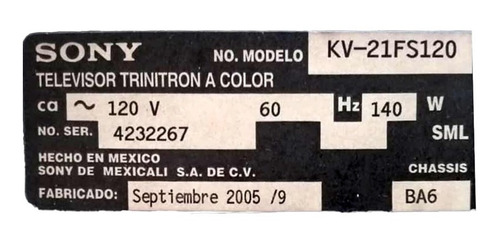 SONY NO. MODELO KV-21FS120
TELEVISOR TRINITRON A COLOR
ca ~ 120 V 60 Hz 140 W
NO. SER. 4232267 SML
HECHO EN MEXICO
SONY DE MEXICALI S.A. DE C.V. CHASSIS
FABRICADO: Septiembre 2005 /9 BA6